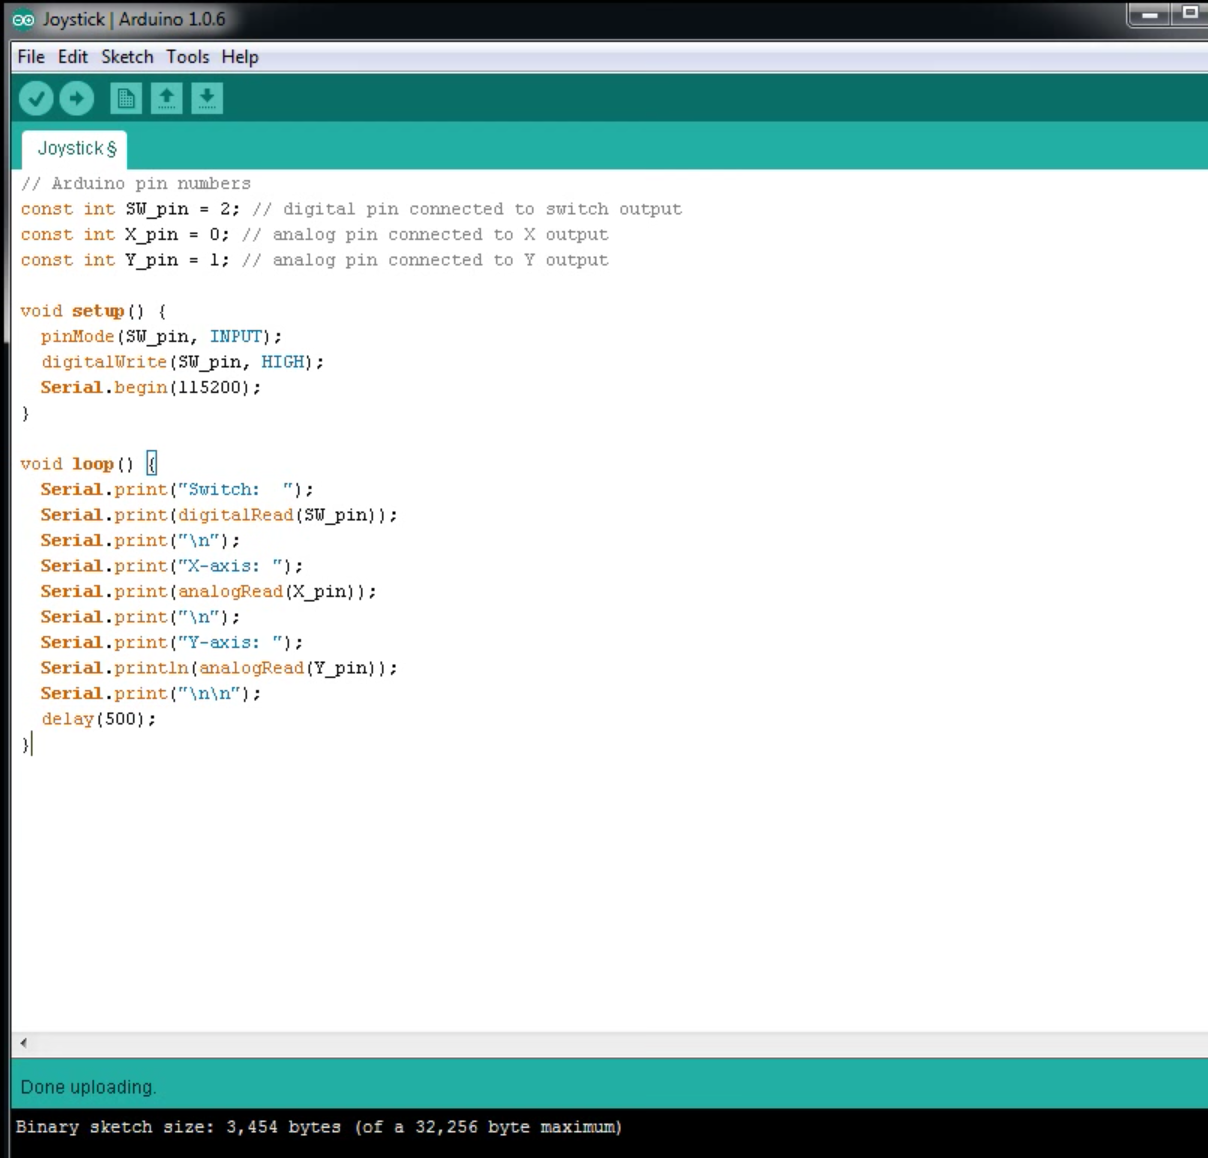 Joystick | Arduino 1.0.6
File Edit Sketch Tools Help
Joystick §
// Arduino pin numbers
const int SW_pin = 2; // digital pin connected to switch output
const int X_pin = 0; // analog pin connected to X output
const int Y_pin = 1; // analog pin connected to Y output

void setup() {
  pinMode(SW_pin, INPUT);
  digitalWrite(SW_pin, HIGH);
  Serial.begin(115200);
}

void loop() {
  Serial.print("Switch:  ");
  Serial.print(digitalRead(SW_pin));
  Serial.print("\n");
  Serial.print("X-axis: ");
  Serial.print(analogRead(X_pin));
  Serial.print("\n");
  Serial.print("Y-axis: ");
  Serial.println(analogRead(Y_pin));
  Serial.print("\n\n");
  delay(500);
}
Done uploading.
Binary sketch size: 3,454 bytes (of a 32,256 byte maximum)